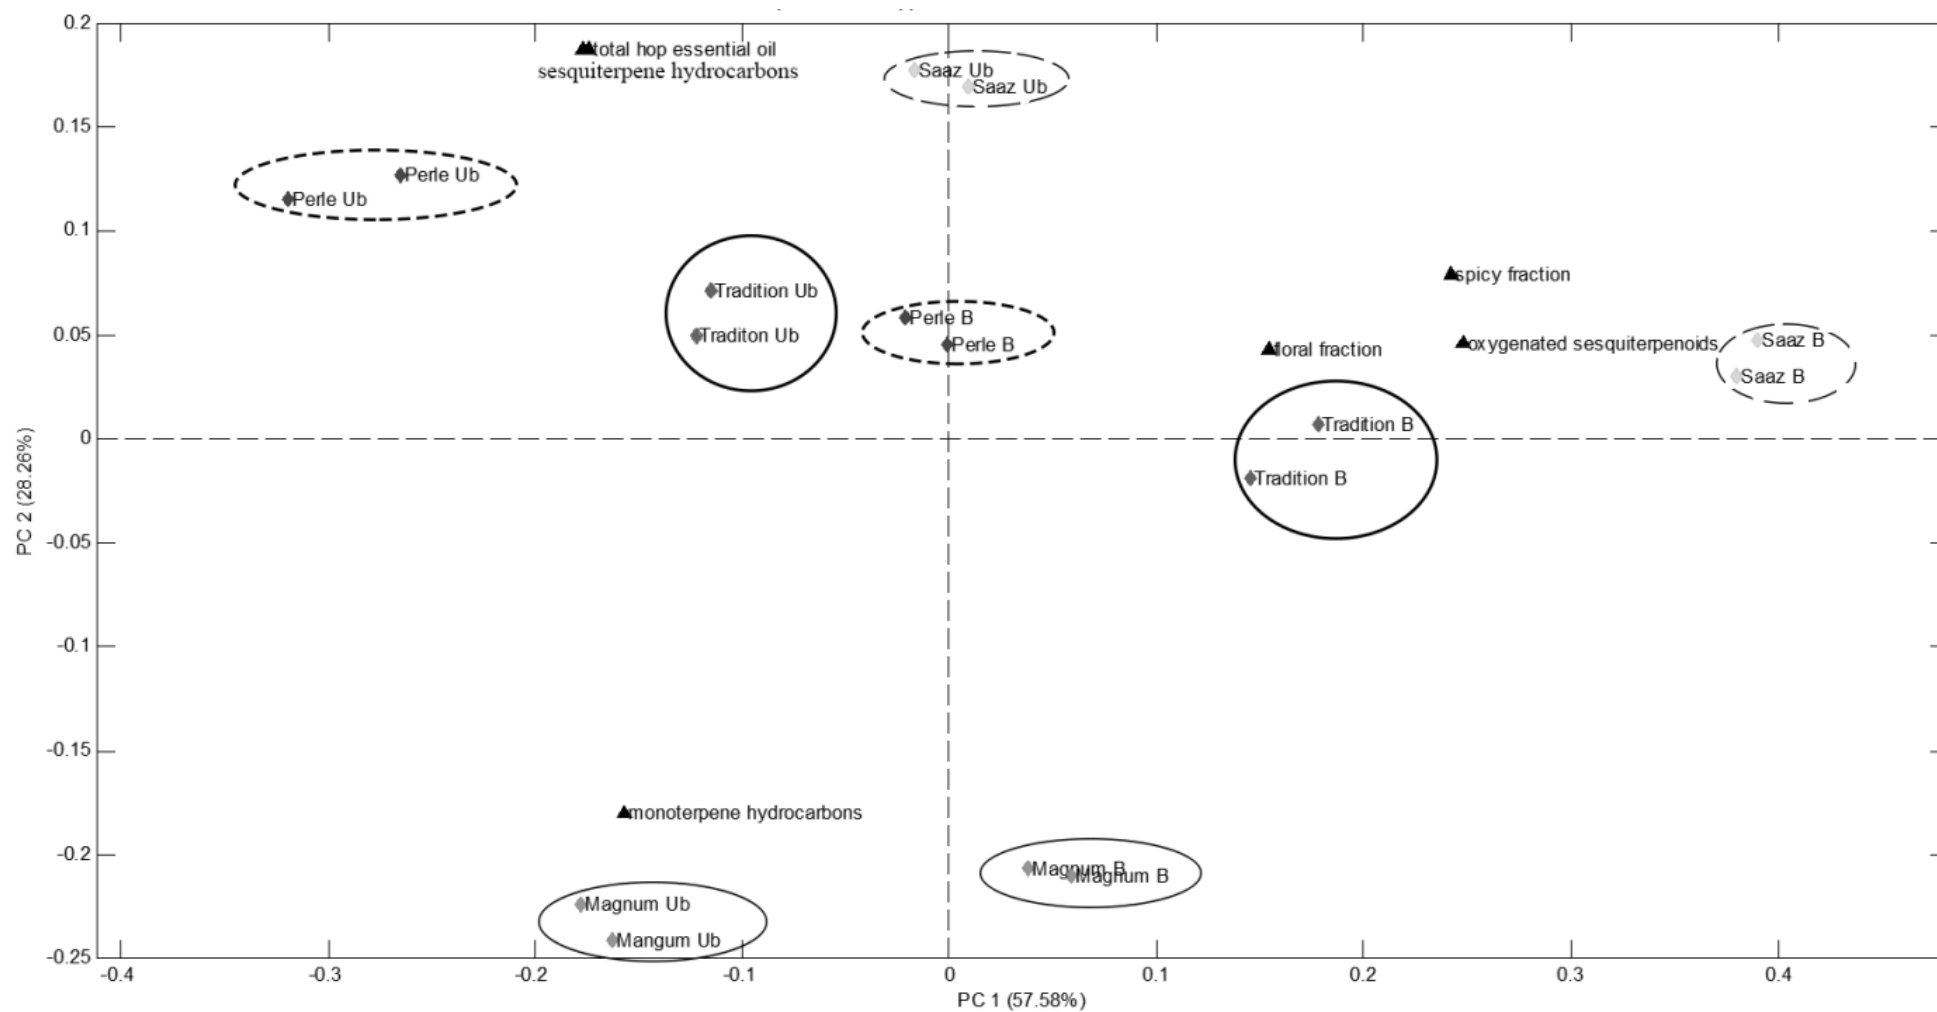 0.2
total hop essential oil
sesquiterpene hydrocarbons
Saaz Ub
Saaz Ub
0.15
Perle Ub
Perle Ub
0.1
Tradition Ub
Traditon Ub
Perle B
Perle B
spicy fraction
floral fraction
oxygenated sesquiterpenoids
Saaz B
Saaz B
0.05
0
Tradition B
Tradition B
-0.05
-0.1
-0.15
monoterpene hydrocarbons
-0.2
Magnum B
Magnum B
Magnum Ub
Mangum Ub
-0.25
PC 2 (28.26%)
-0.4 -0.3 -0.2 -0.1 0 0.1 0.2 0.3 0.4
PC 1 (57.58%)